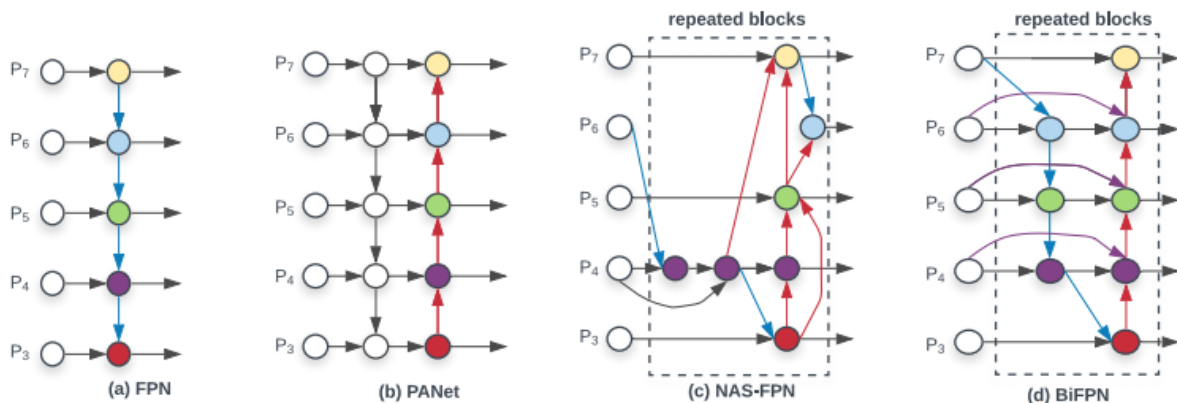 repeated blocks
repeated blocks
P7
P6
P5
P4
P3
(a) FPN
P7
P6
P5
P4
P3
(b) PANet
P7
P6
P5
P4
P3
(c) NAS-FPN
P7
P6
P5
P4
P3
(d) BiFPN